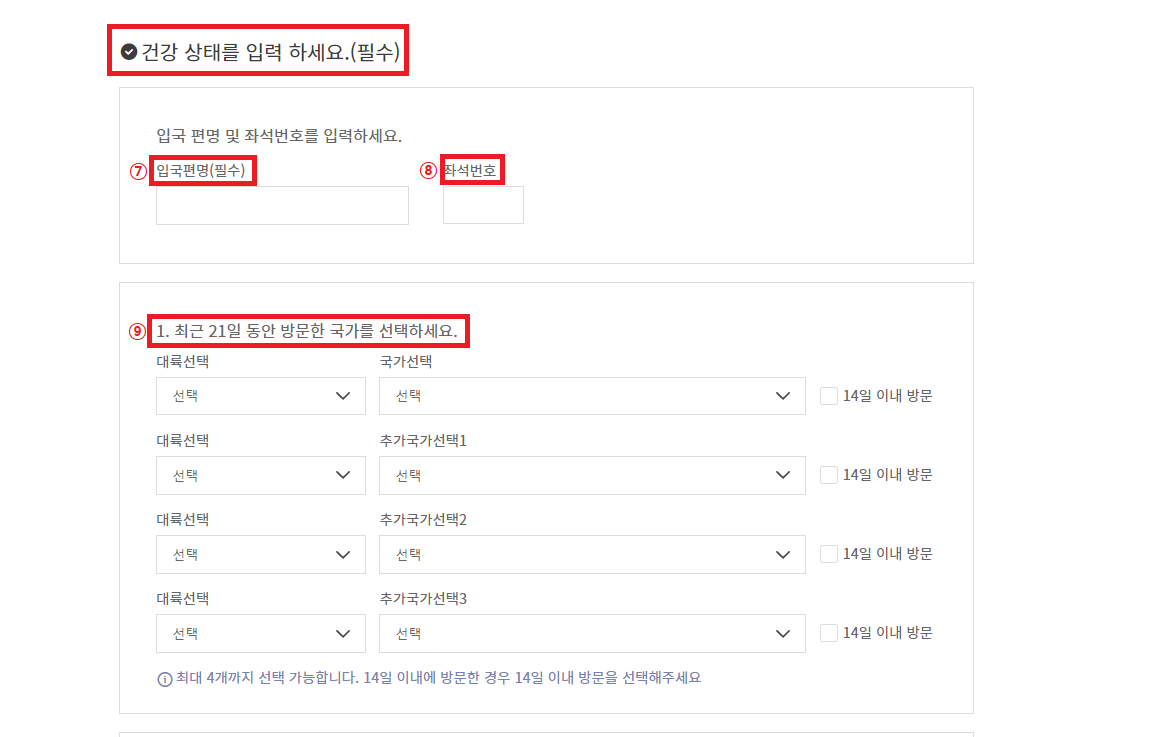 건강 상태를 입력 하세요.(필수)
입국 편명 및 좌석번호를 입력하세요.
⑦ 입국편명(필수) ⑧ 좌석번호
⑨ 1. 최근 21일 동안 방문한 국가를 선택하세요.
대륙선택 국가선택
선택 선택 14일 이내 방문
대륙선택 추가국가선택1
선택 선택 14일 이내 방문
대륙선택 추가국가선택2
선택 선택 14일 이내 방문
대륙선택 추가국가선택3
선택 선택 14일 이내 방문
최대 4개까지 선택 가능합니다. 14일 이내에 방문한 경우 14일 이내 방문을 선택해주세요